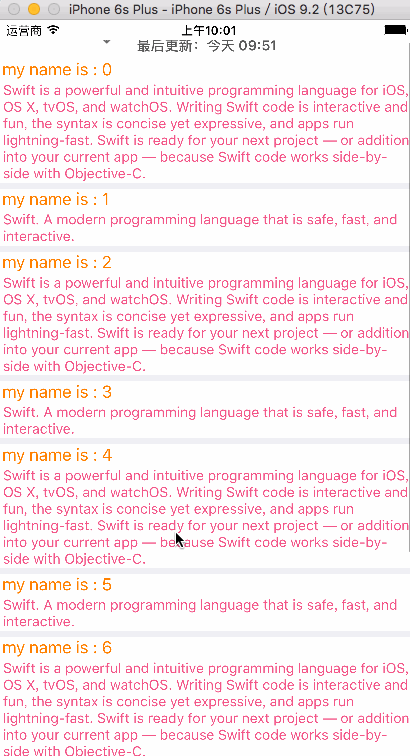 iPhone 6s Plus - iPhone 6s Plus / iOS 9.2 (13C75)
运营商 上午10:01
最后更新：今天 09:51
my name is : 0
Swift is a powerful and intuitive programming language for iOS,
OS X, tvOS, and watchOS. Writing Swift code is interactive and
fun, the syntax is concise yet expressive, and apps run
lightning-fast. Swift is ready for your next project — or addition
into your current app — because Swift code works side-by-
side with Objective-C.
my name is : 1
Swift. A modern programming language that is safe, fast, and
interactive.
my name is : 2
Swift is a powerful and intuitive programming language for iOS,
OS X, tvOS, and watchOS. Writing Swift code is interactive and
fun, the syntax is concise yet expressive, and apps run
lightning-fast. Swift is ready for your next project — or addition
into your current app — because Swift code works side-by-
side with Objective-C.
my name is : 3
Swift. A modern programming language that is safe, fast, and
interactive.
my name is : 4
Swift is a powerful and intuitive programming language for iOS,
OS X, tvOS, and watchOS. Writing Swift code is interactive and
fun, the syntax is concise yet expressive, and apps run
lightning-fast. Swift is ready for your next project — or addition
into your current app — because Swift code works side-by-
side with Objective-C.
my name is : 5
Swift. A modern programming language that is safe, fast, and
interactive.
my name is : 6
Swift is a powerful and intuitive programming language for iOS,
OS X, tvOS, and watchOS. Writing Swift code is interactive and
fun, the syntax is concise yet expressive, and apps run
lightning-fast. Swift is ready for your next project — or addition
into your current app — because Swift code works side-by-